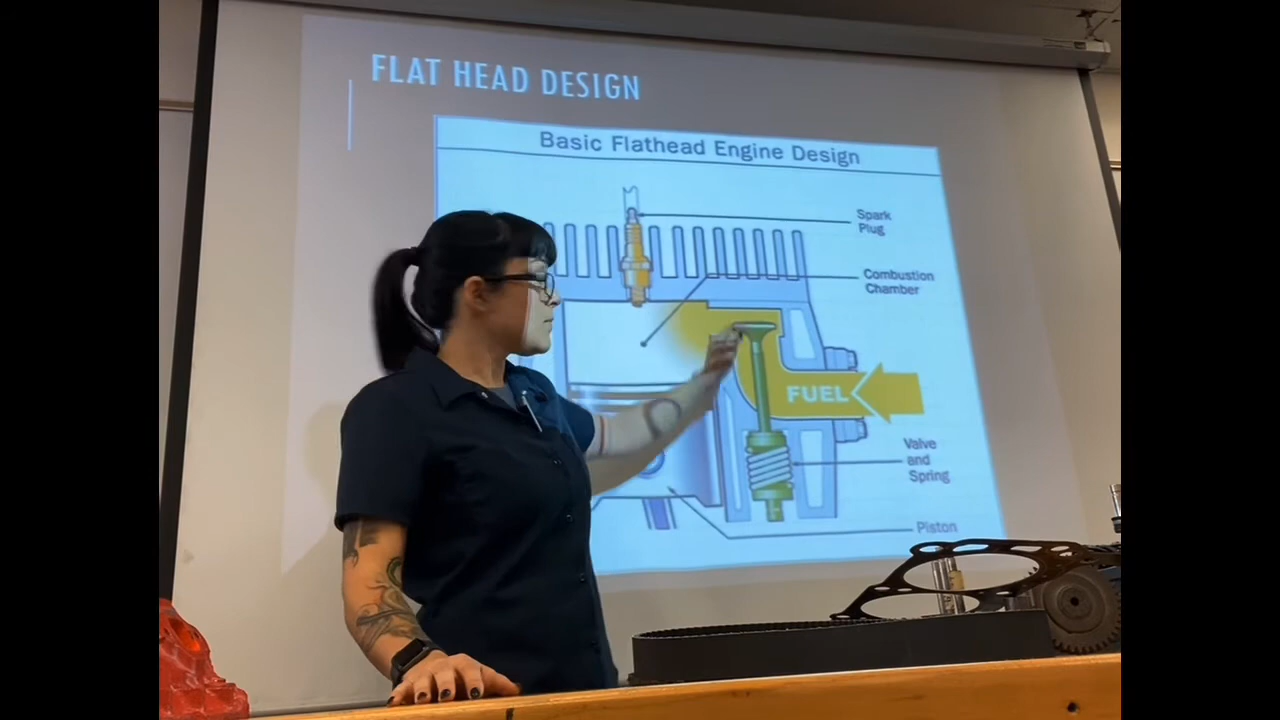 FLAT HEAD DESIGN
Basic Flathead Engine Design
Spark
Plug
Combustion
Chamber
FUEL
Valve
and
Spring
Piston